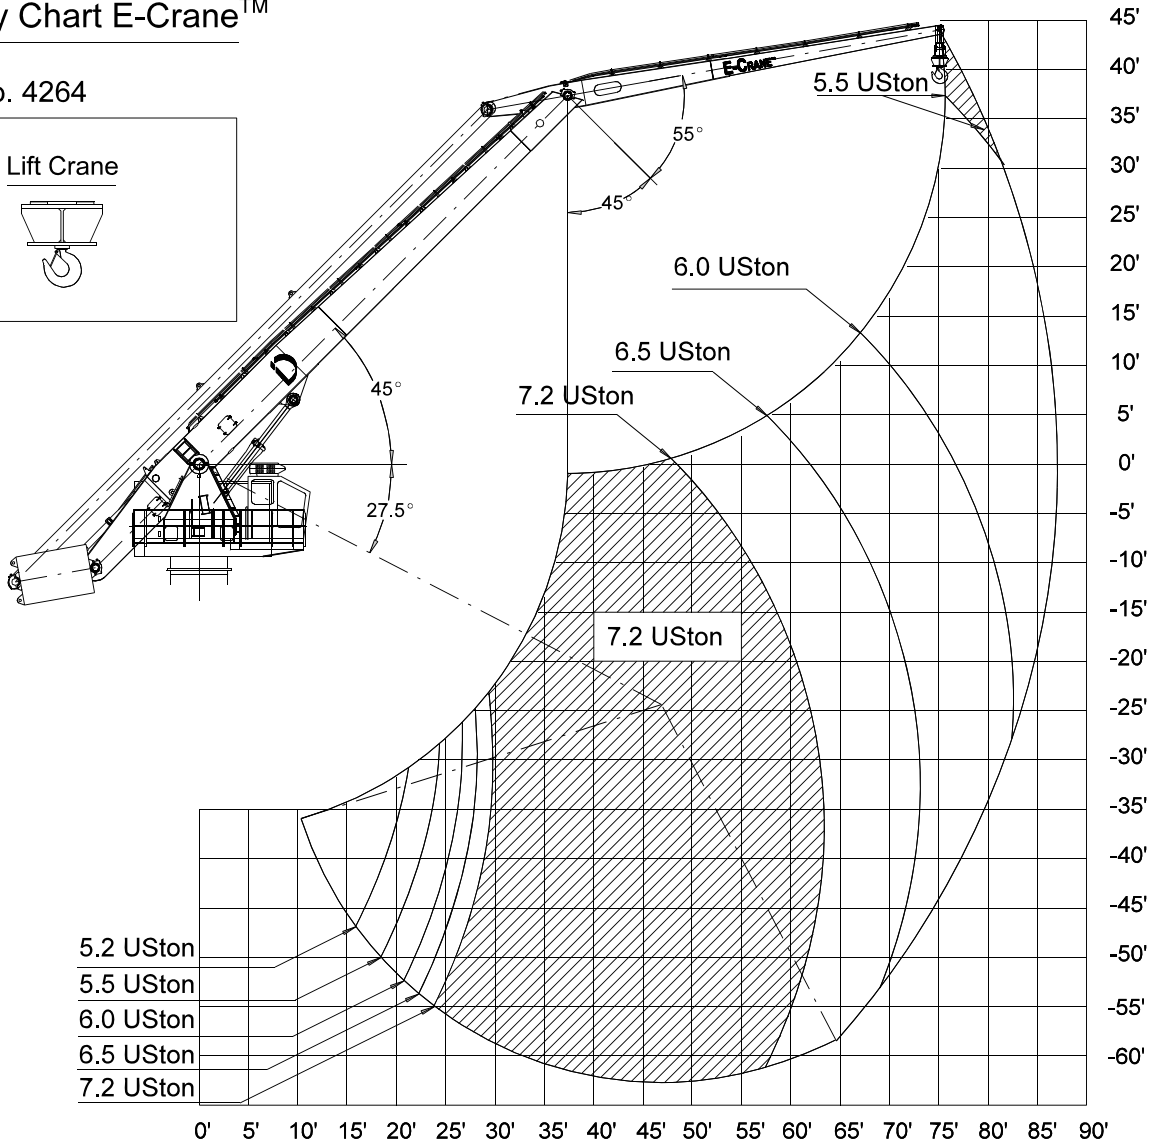 y Chart E-Crane™
o. 4264
Lift Crane
E-CRANE™
5.5 USton
55°
45°
6.0 USton
6.5 USton
7.2 USton
45°
27.5°
7.2 USton
5.2 USton
5.5 USton
6.0 USton
6.5 USton
7.2 USton
45'
40'
35'
30'
25'
20'
15'
10'
5'
0'
-5'
-10'
-15'
-20'
-25'
-30'
-35'
-40'
-45'
-50'
-55'
-60'
0' 5' 10' 15' 20' 25' 30' 35' 40' 45' 50' 55' 60' 65' 70' 75' 80' 85' 90'